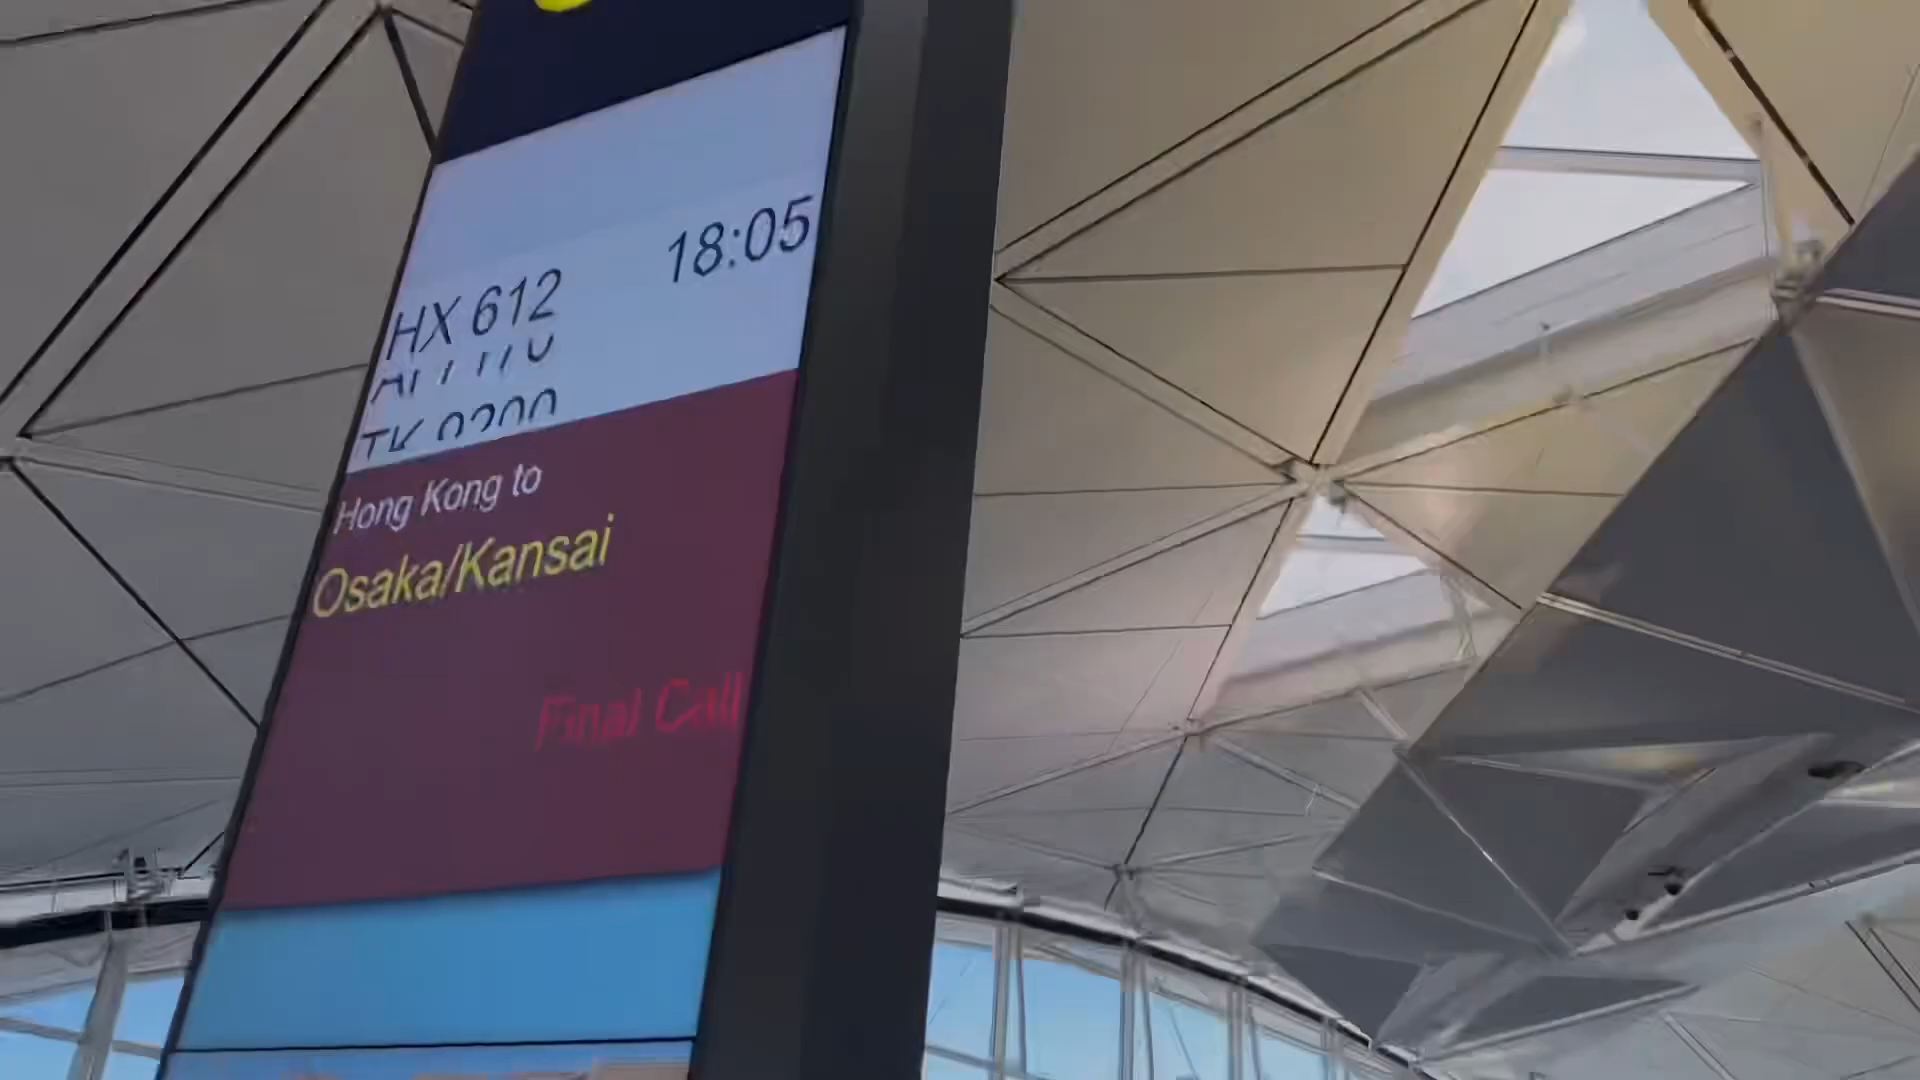 18:05
HX 612
Hong Kong to
Osaka/Kansai
Final Call